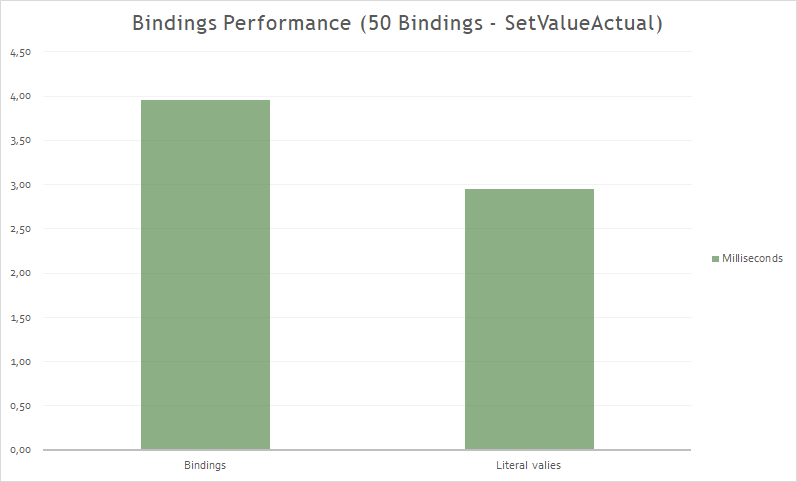 Bindings Performance (50 Bindings - SetValueActual)
4,50
4,00
3,50
3,00
2,50
2,00
1,50
1,00
0,50
0,00
Bindings
Literal valies
Milliseconds